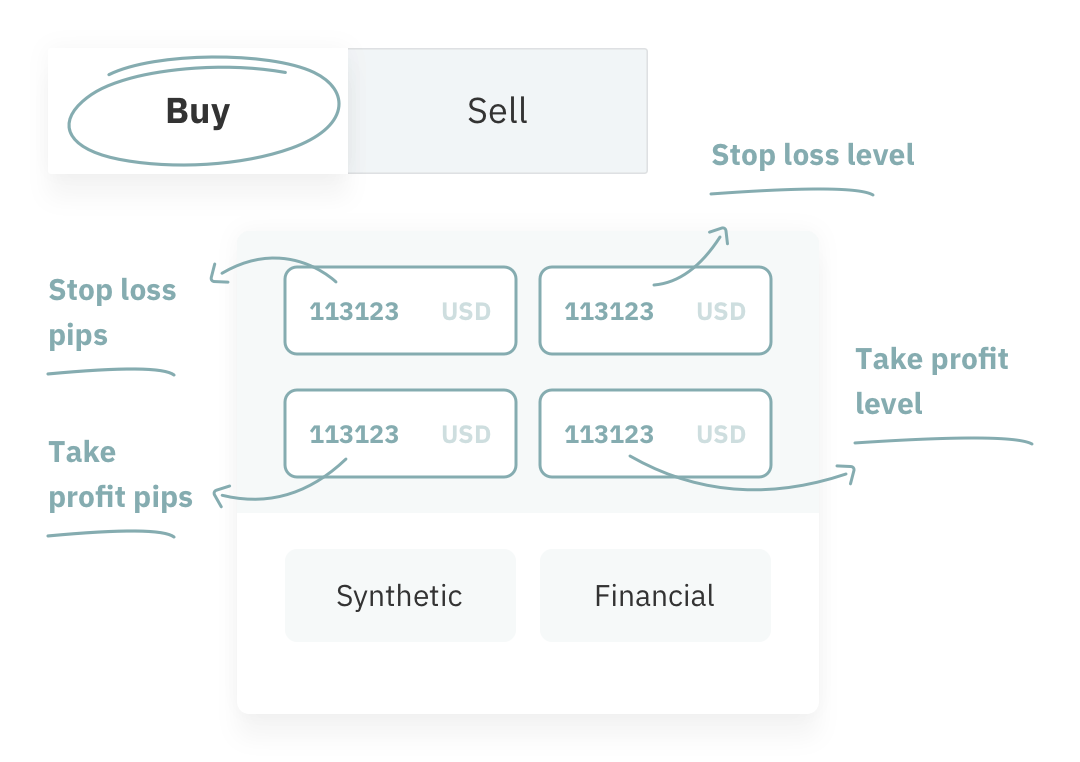 Buy
Sell
Stop loss level
Stop loss
pips
113123 USD
113123 USD
Take profit
level
113123 USD
113123 USD
Take
profit pips
Synthetic
Financial